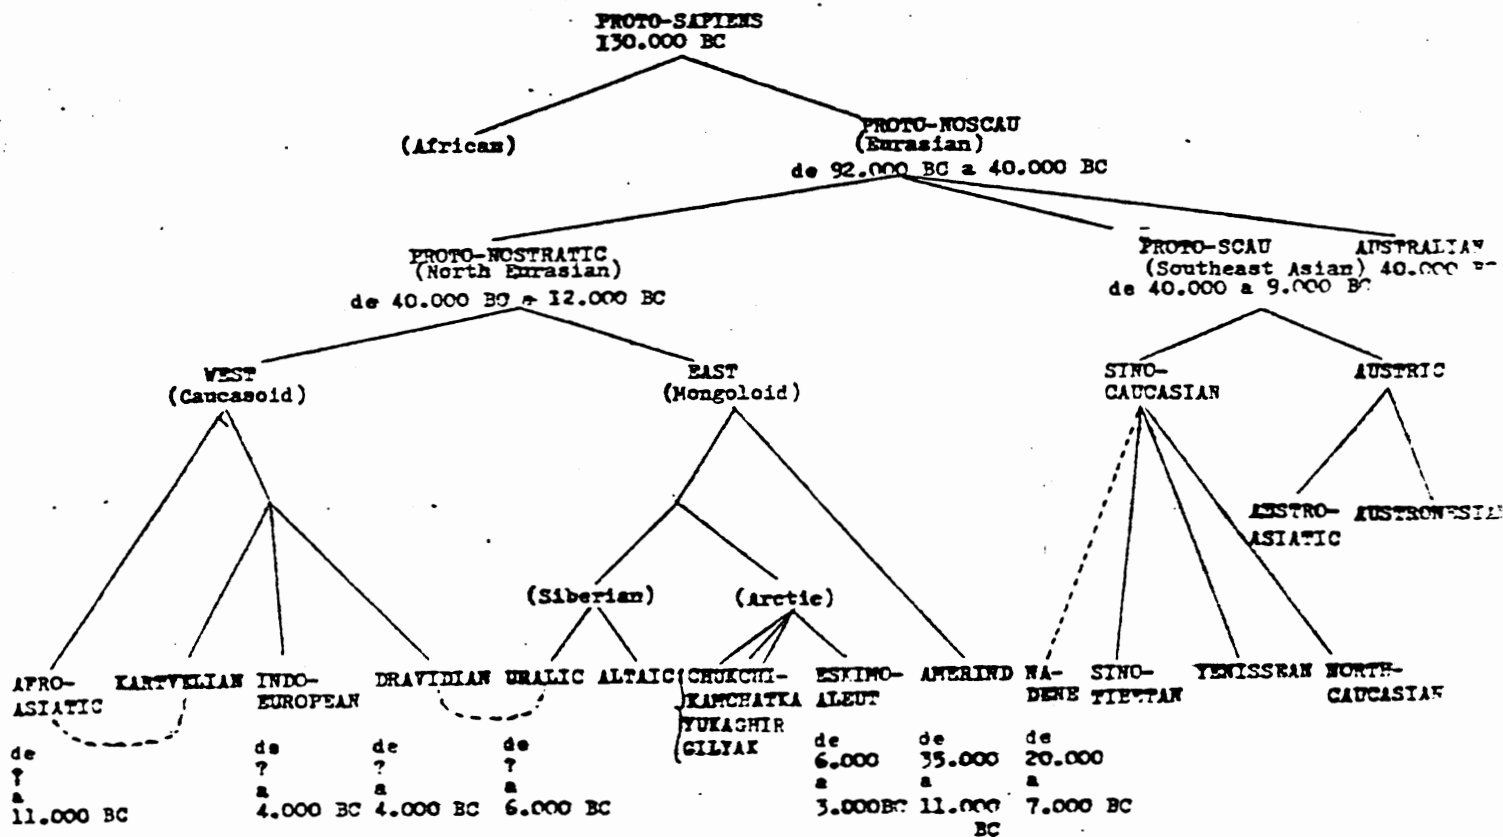 PROTO-SAPIENS
130.000 BC
(African)
PROTO-NOSCAU
(Eurasian)
de 92.000 BC a 40.000 BC
PROTO-NOSTRATIC
(North Eurasian)
de 40.000 BC a 12.000 BC
PROTO-SCAU
(Southeast Asian)
de 40.000 a 9.000 BC
AUSTRALIAN
40.000 BC
WEST
(Caucasoid)
EAST
(Mongoloid)
SINO-
CAUCASIAN
AUSTRIC
AUSTRO-
ASIATIC
AUSTRONESIAN
(Siberian)
(Arctic)
AFRO-
ASIATIC
de
?
a
11.000 BC
KARTVELIAN
INDO-
EUROPEAN
de
?
a
4.000 BC
DRAVIDIAN
de
?
a
4.000 BC
URALIC
de
?
a
6.000 BC
ALTAIC
CHUKCHI-
KAMCHATKA
YUKAGHIR
GILYAK
ESKIMO-
ALEUT
de
6.000
a
3.000BC
AMERIND
de
35.000
a
11.000
BC
NA-
DENE
de
20.000
a
7.000 BC
SINO-
TIBETAN
YENISSEAN
NORTH-
CAUCASIAN